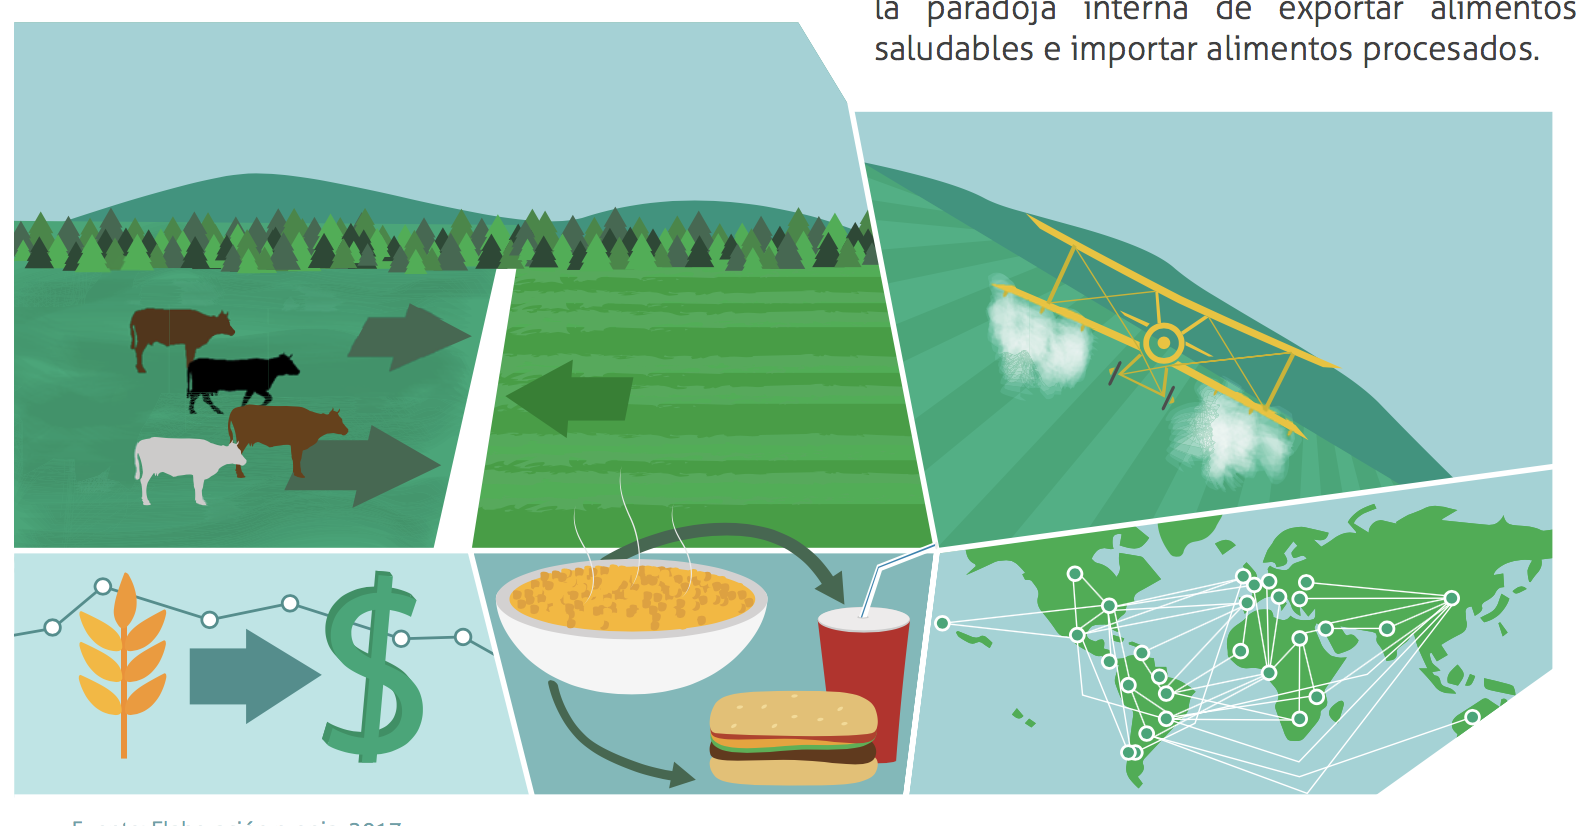 la paradoja interna de exportar alimentos
saludables e importar alimentos procesados.